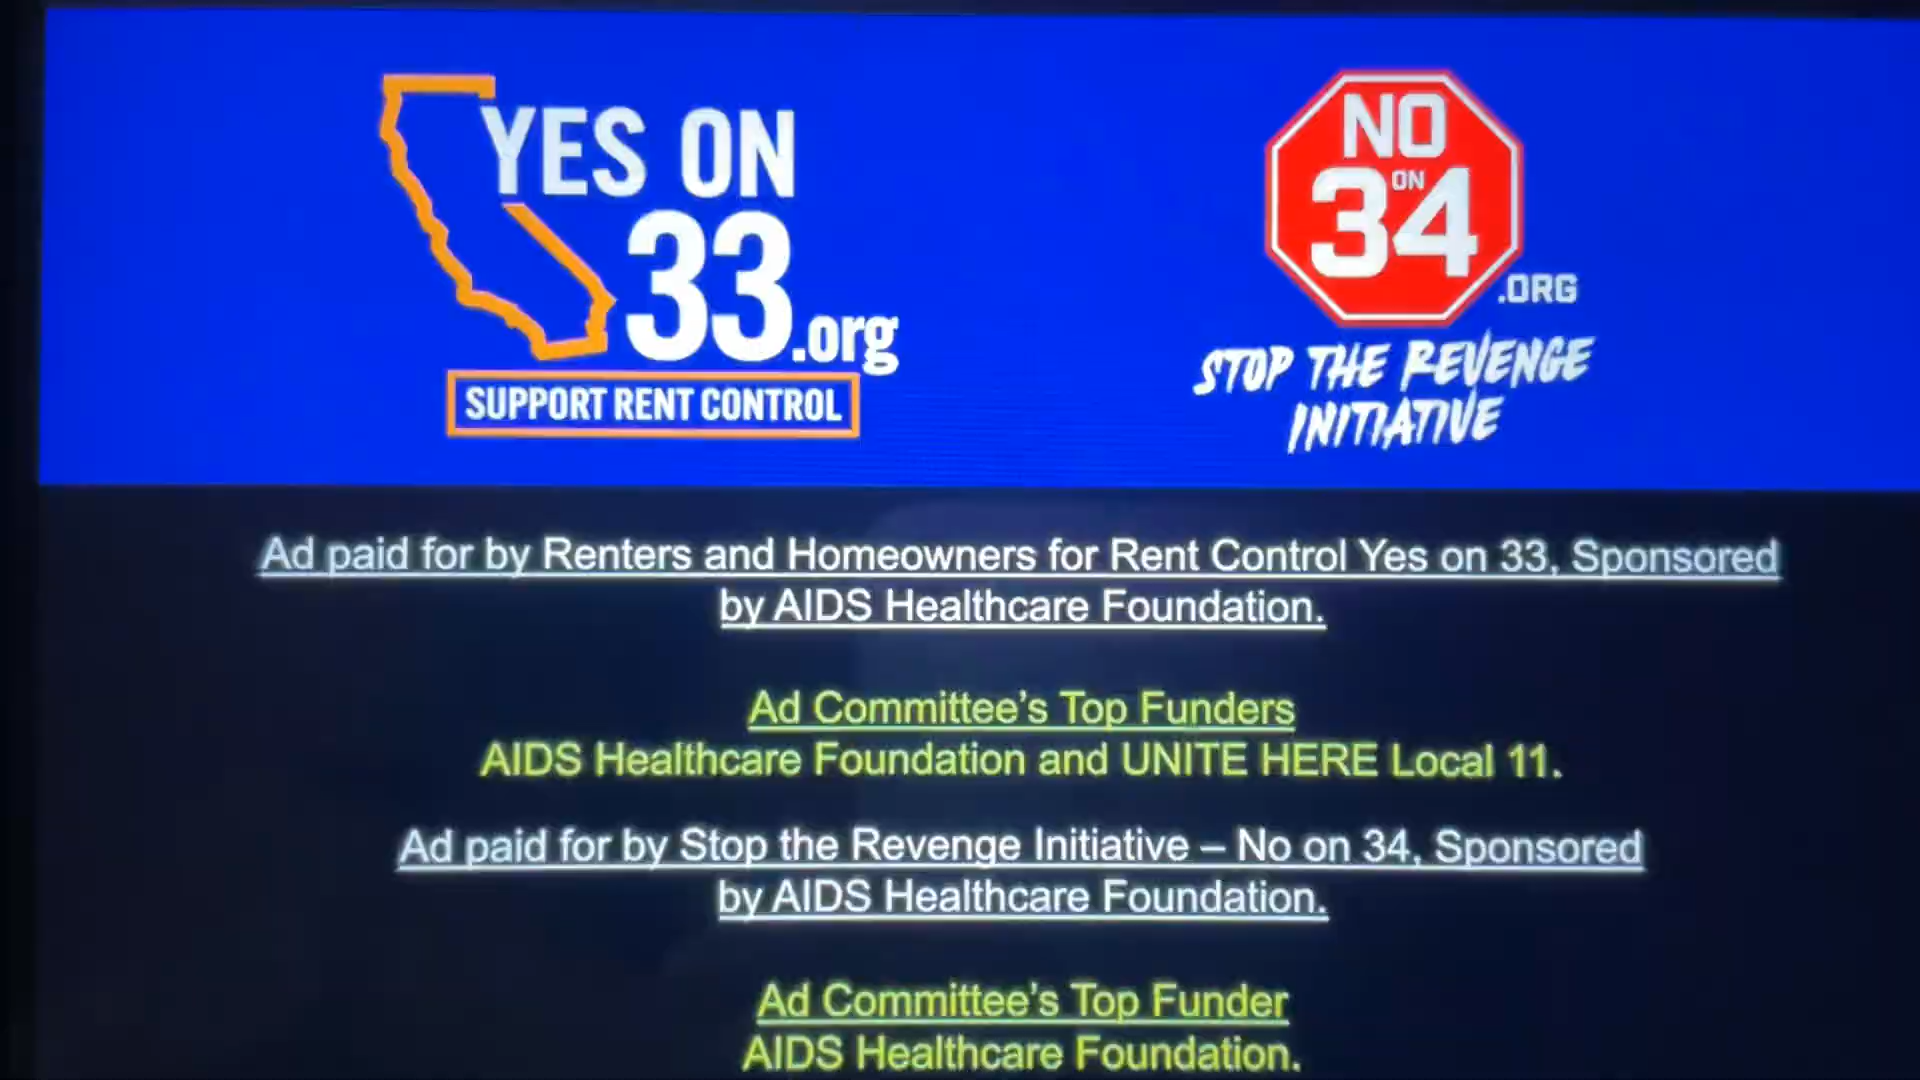 YES ON
33.org
SUPPORT RENT CONTROL
NO
ON
34
.ORG
STOP THE REVENGE
INITIATIVE
Ad paid for by Renters and Homeowners for Rent Control Yes on 33, Sponsored
by AIDS Healthcare Foundation.
Ad Committee's Top Funders
AIDS Healthcare Foundation and UNITE HERE Local 11.
Ad paid for by Stop the Revenge Initiative – No on 34, Sponsored
by AIDS Healthcare Foundation.
Ad Committee's Top Funder
AIDS Healthcare Foundation.